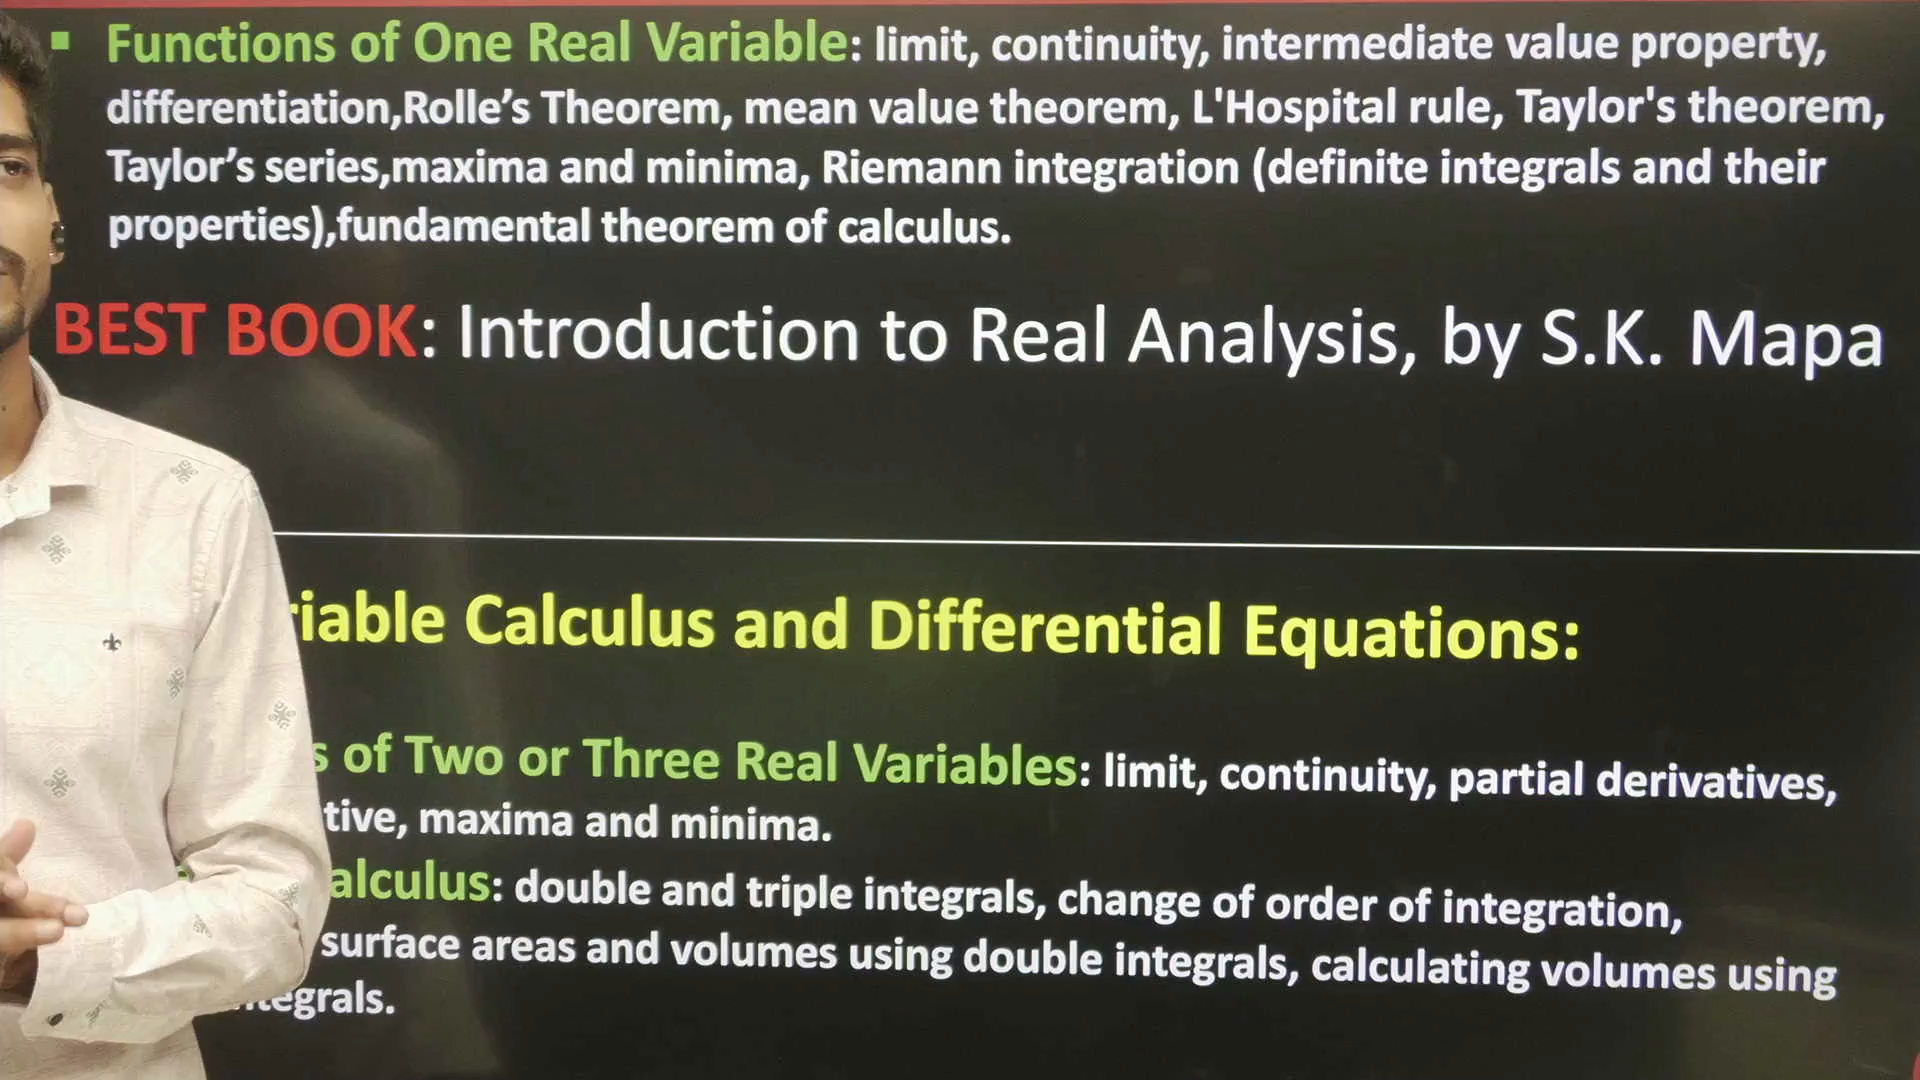 Functions of One Real Variable: limit, continuity, intermediate value property,
differentiation,Rolle’s Theorem, mean value theorem, L'Hospital rule, Taylor's theorem,
Taylor’s series,maxima and minima, Riemann integration (definite integrals and their
properties),fundamental theorem of calculus.
BEST BOOK: Introduction to Real Analysis, by S.K. Mapa
Calculus and Differential Equations:
of Two or Three Real Variables: limit, continuity, partial derivatives,
maxima and minima.
double and triple integrals, change of order of integration,
surface areas and volumes using double integrals, calculating volumes using